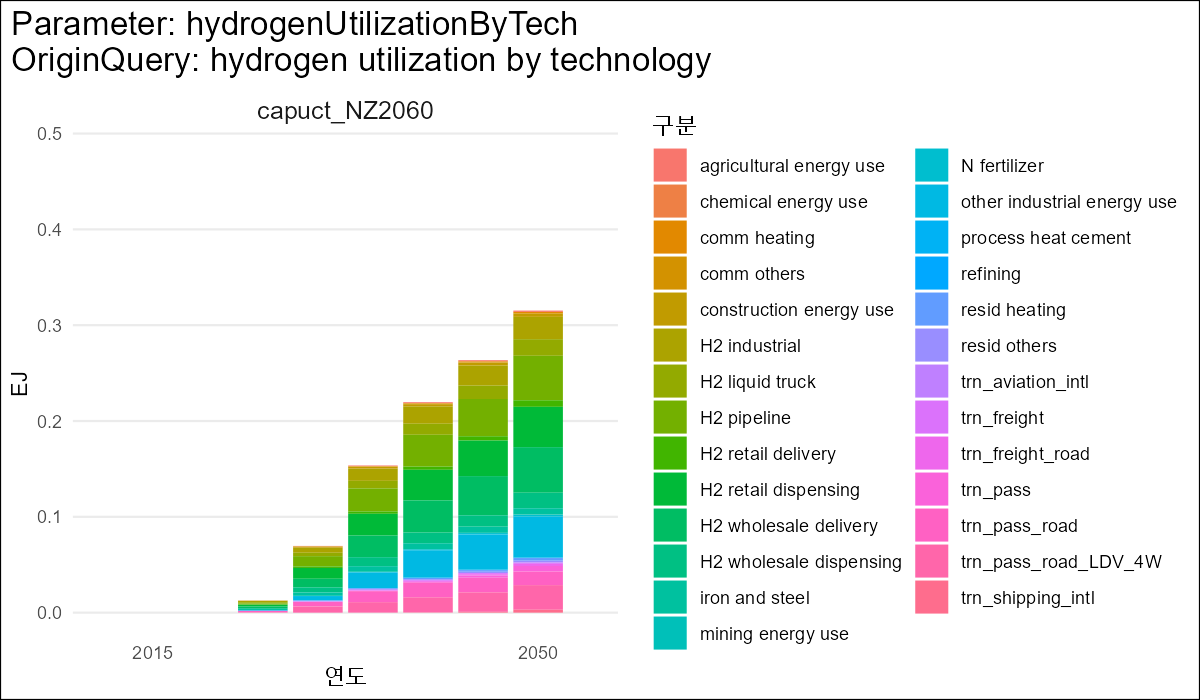 Parameter: hydrogenUtilizationByTech
OriginQuery: hydrogen utilization by technology
capuct_NZ2060
0.5
0.4
0.3
0.2
0.1
0.0
EJ
2015
2050
연도
구분
agricultural energy use
chemical energy use
comm heating
comm others
construction energy use
H2 industrial
H2 liquid truck
H2 pipeline
H2 retail delivery
H2 retail dispensing
H2 wholesale delivery
H2 wholesale dispensing
iron and steel
mining energy use
N fertilizer
other industrial energy use
process heat cement
refining
resid heating
resid others
trn_aviation_intl
trn_freight
trn_freight_road
trn_pass
trn_pass_road
trn_pass_road_LDV_4W
trn_shipping_intl